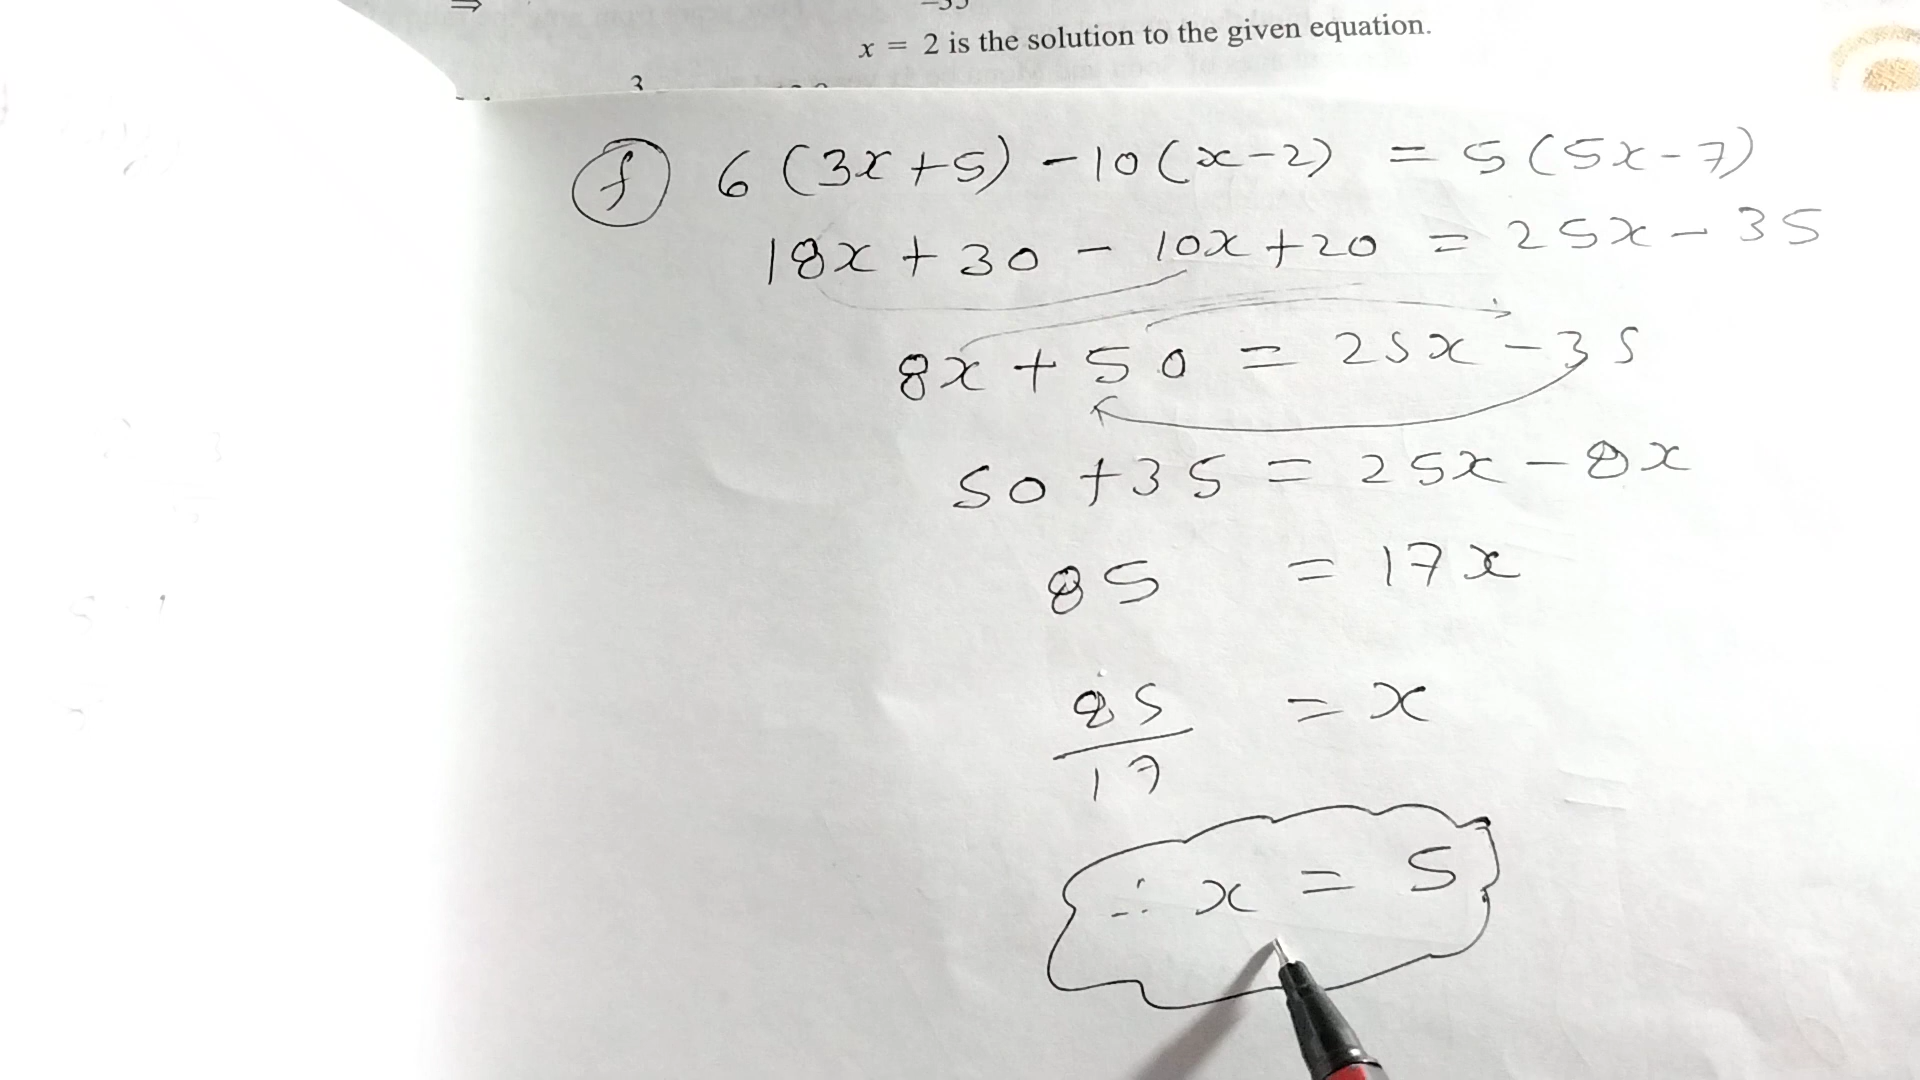 x = 2 is the solution to the given equation.
3
f 6(3x+5) -10(x-2) = 5(5x-7)
18x + 30 - 10x + 20 = 25x - 35
8x + 50 = 25x - 35
50 + 35 = 25x - 8x
85 = 17x
85/17 = x
∴ x = 5